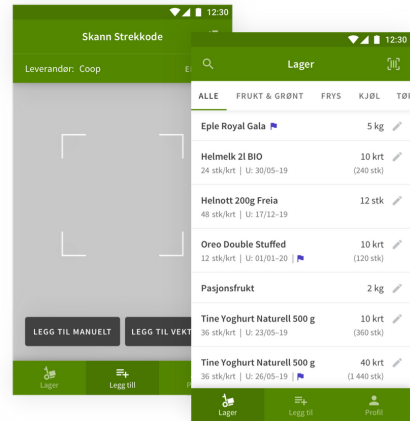 12:30
Skann Strekkode
Leverandør: Coop
LEGG TIL MANUELT
LEGG TIL VEKT
Lager
Legg till
12:30
Lager
ALLE FRUKT & GRØNT FRYS KJØL TØR
Eple Royal Gala 5 kg
Helmelk 2l BIO 10 krt
24 stk/krt | U: 30/05–19 (240 stk)
Helnott 200g Freia 12 stk
48 stk/krt | U: 17/12–19
Oreo Double Stuffed 10 krt
12 stk/krt | U: 01/01–20 | (120 stk)
Pasjonsfrukt 2 kg
Tine Yoghurt Naturell 500 g 10 krt
36 stk/krt | U: 23/05–19 (360 stk)
Tine Yoghurt Naturell 500 g 40 krt
36 stk/krt | U: 26/05–19 | (1 440 stk)
Lager Legg til Profil